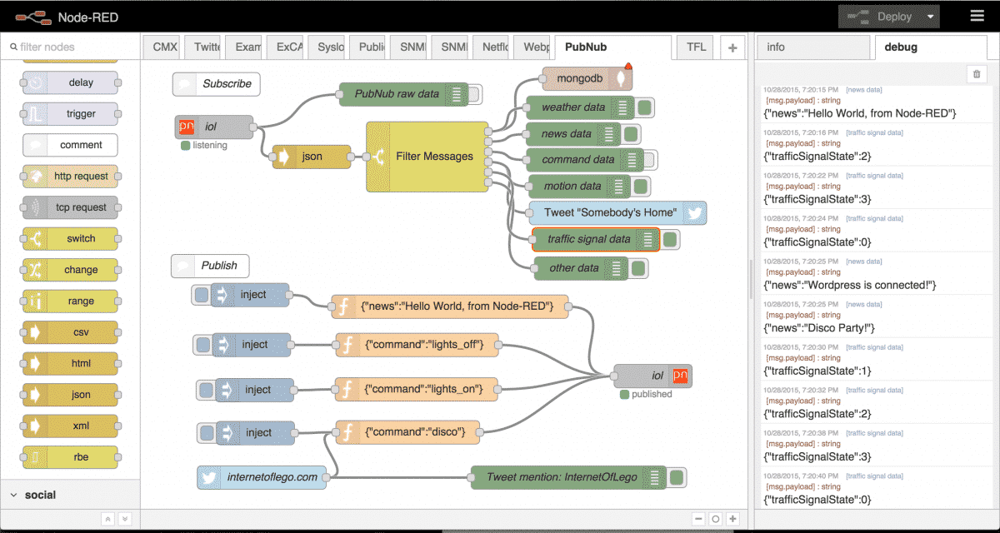 Node-RED
Deploy
filter nodes
delay
trigger
comment
http request
tcp request
switch
change
range
csv
html
json
xml
rbe
social
CMX
Twitte
Exam
ExCA
Syslo
Publi
SNMI
SNMI
Netflo
Webp
PubNub
TFL
+
Subscribe
PubNub raw data
iol
listening
json
Filter Messages
mongodb
weather data
news data
command data
motion data
Tweet "Somebody's Home"
traffic signal data
other data
Publish
inject
{"news":"Hello World, from Node-RED"}
inject
{"command":"lights_off"}
inject
{"command":"lights_on"}
inject
{"command":"disco"}
iol
published
internetoflego.com
Tweet mention: InternetOfLego
info
debug
10/28/2015, 7:20:15 PM [news data]
[msg.payload] : string
{"news":"Hello World, from Node-RED"}
10/28/2015, 7:20:16 PM [traffic signal data]
[msg.payload] : string
{"trafficSignalState":2}
10/28/2015, 7:20:22 PM [traffic signal data]
[msg.payload] : string
{"trafficSignalState":3}
10/28/2015, 7:20:24 PM [traffic signal data]
[msg.payload] : string
{"trafficSignalState":0}
10/28/2015, 7:20:25 PM [news data]
[msg.payload] : string
{"news":"Wordpress is connected!"}
10/28/2015, 7:20:25 PM [news data]
[msg.payload] : string
{"news":"Disco Party!"}
10/28/2015, 7:20:30 PM [traffic signal data]
[msg.payload] : string
{"trafficSignalState":1}
10/28/2015, 7:20:32 PM [traffic signal data]
[msg.payload] : string
{"trafficSignalState":2}
10/28/2015, 7:20:38 PM [traffic signal data]
[msg.payload] : string
{"trafficSignalState":3}
10/28/2015, 7:20:40 PM [traffic signal data]
[msg.payload] : string
{"trafficSignalState":0}